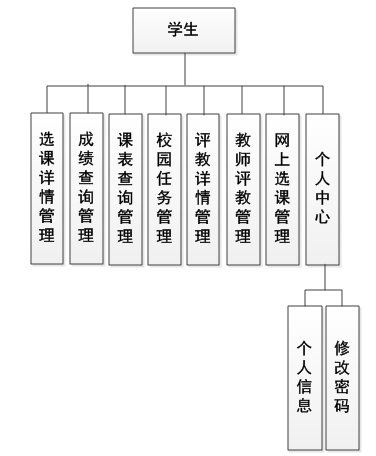 学生
选课详情管理
成绩查询管理
课表查询管理
校园任务管理
评教详情管理
教师评教管理
网上选课管理
个人中心
个人信息
修改密码